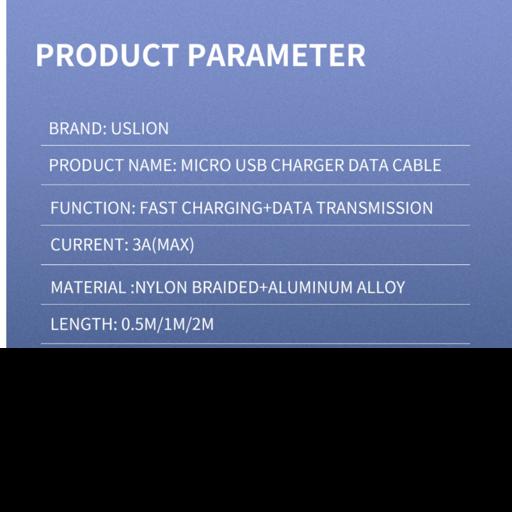 PRODUCT PARAMETER
BRAND: USLION
PRODUCT NAME: MICRO USB CHARGER DATA CABLE
FUNCTION: FAST CHARGING+DATA TRANSMISSION
CURRENT: 3A(MAX)
MATERIAL :NYLON BRAIDED+ALUMINUM ALLOY
LENGTH: 0.5M/1M/2M